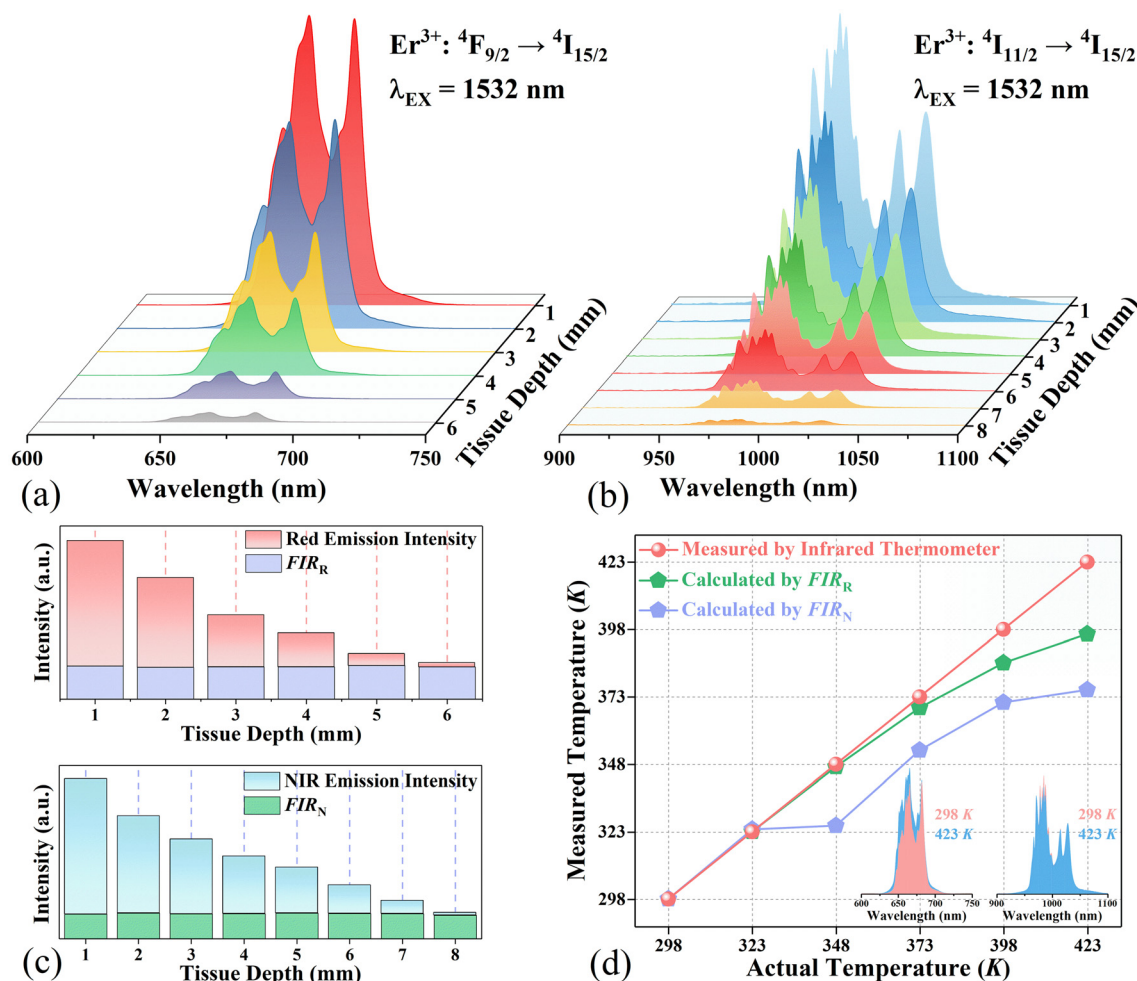 Er³⁺: ⁴F₉/₂ → ⁴I₁₅/₂
λEX = 1532 nm
1
2
3
4
5
6
Tissue Depth (mm)
600
650
700
750
Wavelength (nm)
(a)
Er³⁺: ⁴I₁₁/₂ → ⁴I₁₅/₂
λEX = 1532 nm
1
2
3
4
5
6
7
8
Tissue Depth (mm)
900
950
1000
1050
1100
Wavelength (nm)
(b)
Intensity (a.u.)
Red Emission Intensity
FIR_R
1 2 3 4 5 6
Tissue Depth (mm)
Intensity (a.u.)
NIR Emission Intensity
FIR_N
1 2 3 4 5 6 7 8
Tissue Depth (mm)
(c)
Measured Temperature (K)
423
398
373
348
323
298
Measured by Infrared Thermometer
Calculated by FIR_R
Calculated by FIR_N
298 K
423 K
600 650 700 750
Wavelength (nm)
298 K
423 K
900 1000 1100
Wavelength (nm)
298 323 348 373 398 423
Actual Temperature (K)
(d)